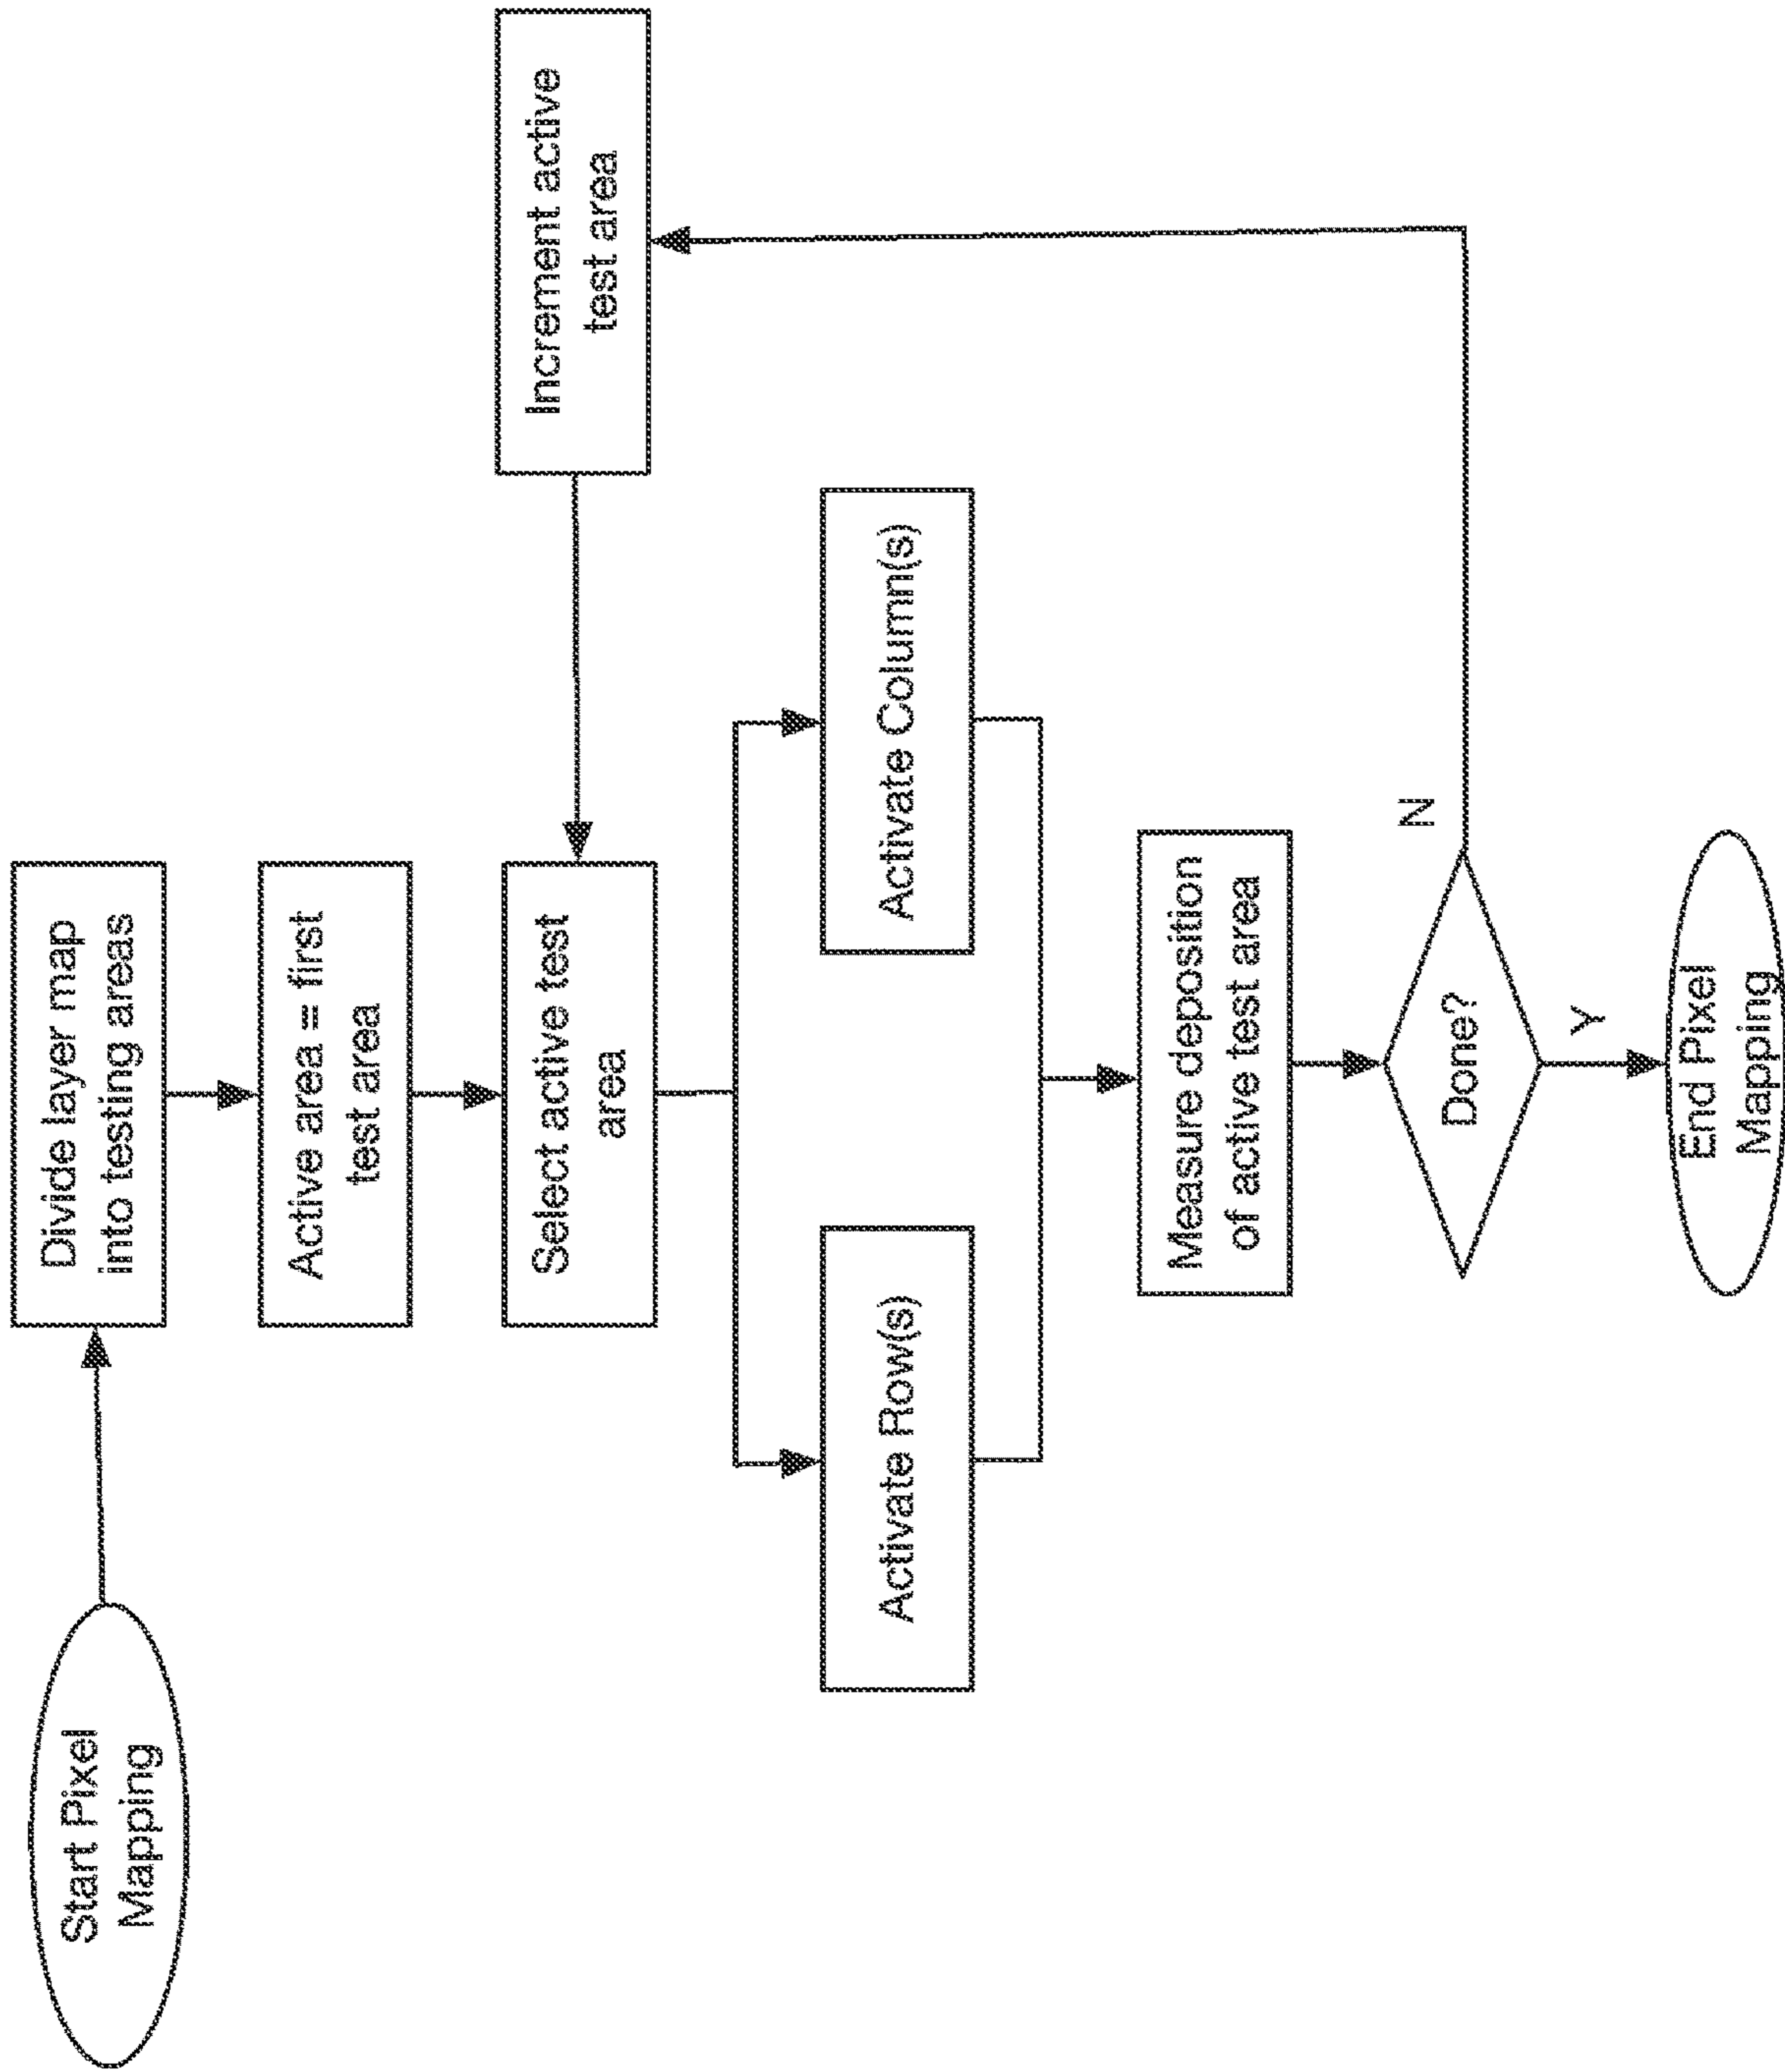 Start Pixel
Mapping
Divide layer map
into testing areas
Active area = first
test area
Select active test
area
Increment active
test area
Activate Row(s)
Activate Column(s)
Measure deposition
of active test area
Done?
N
Y
End Pixel
Mapping